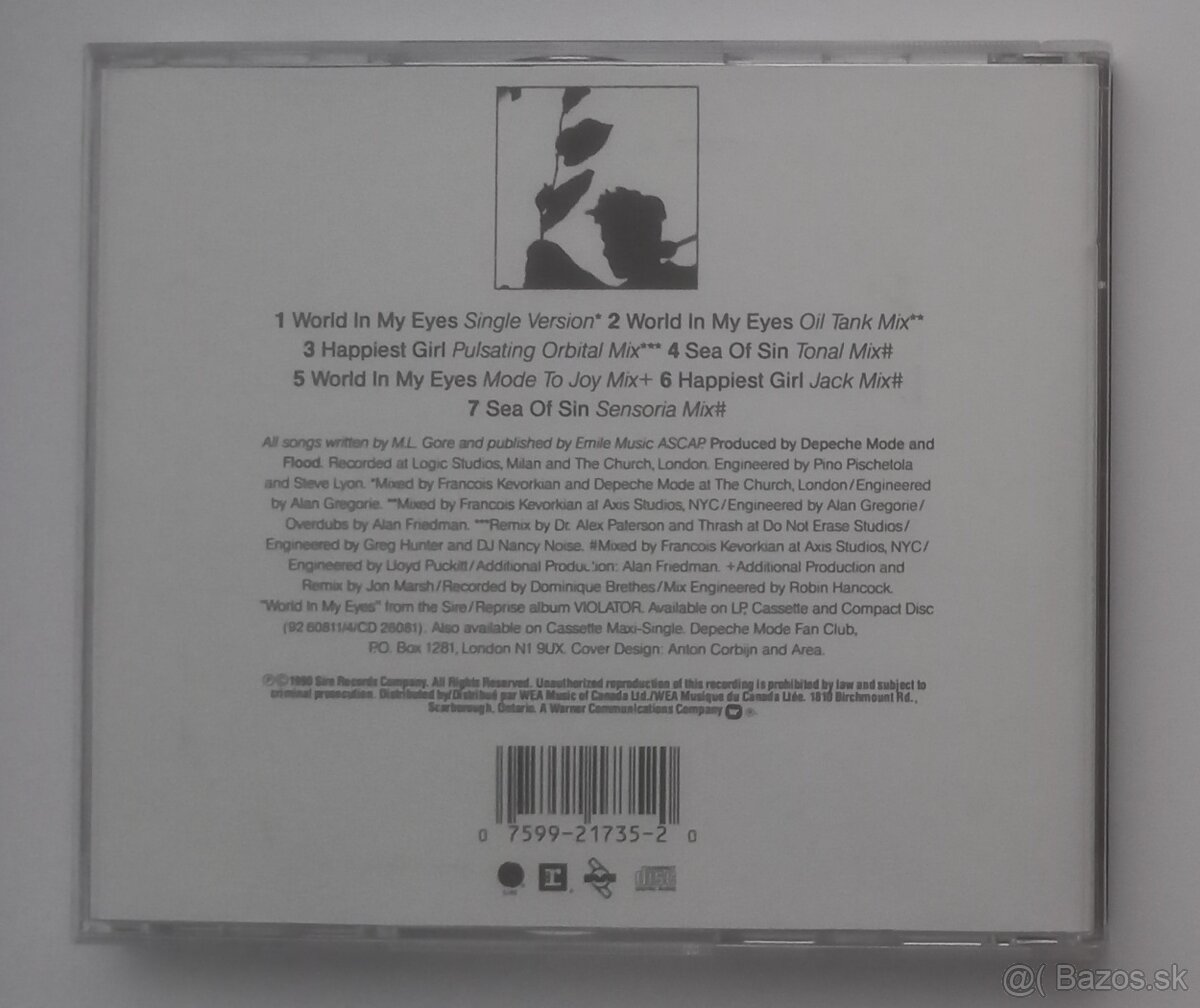 1 World In My Eyes Single Version* 2 World In My Eyes Oil Tank Mix**
3 Happiest Girl Pulsating Orbital Mix*** 4 Sea Of Sin Tonal Mix#
5 World In My Eyes Mode To Joy Mix+ 6 Happiest Girl Jack Mix#
7 Sea Of Sin Sensoria Mix#
All songs written by M.L. Gore and published by Emile Music ASCAP. Produced by Depeche Mode and
Flood. Recorded at Logic Studios, Milan and The Church, London. Engineered by Pino Pischetola
and Steve Lyon. *Mixed by Francois Kevorkian and Depeche Mode at The Church, London/Engineered
by Alan Gregorie. **Mixed by Francois Kevorkian at Axis Studios, NYC/Engineered by Alan Gregorie/
Overdubs by Alan Friedman. ***Remix by Dr. Alex Paterson and Thrash at Do Not Erase Studios/
Engineered by Greg Hunter and DJ Nancy Noise. #Mixed by Francois Kevorkian at Axis Studios, NYC/
Engineered by Lloyd Puckitt/Additional Production: Alan Friedman. +Additional Production and
Remix by Jon Marsh/Recorded by Dominique Brethes/Mix Engineered by Robin Hancock.
"World In My Eyes" from the Sire/Reprise album VIOLATOR. Available on LP, Cassette and Compact Disc
(92 60811/4/CD 26081). Also available on Cassette Maxi-Single. Depeche Mode Fan Club,
P.O. Box 1281, London N1 9UX. Cover Design: Anton Corbijn and Area.
℗© 1990 Sire Records Company. All Rights Reserved. Unauthorized reproduction of this recording is prohibited by law and subject to
criminal prosecution. Distributed by/Distribué par WEA Music of Canada Ltd./WEA Musique du Canada Ltée. 1810 Birchmount Rd.,
Scarborough, Ontario. A Warner Communications Company
0 7599-21735-2 0
@( Bazos.sk